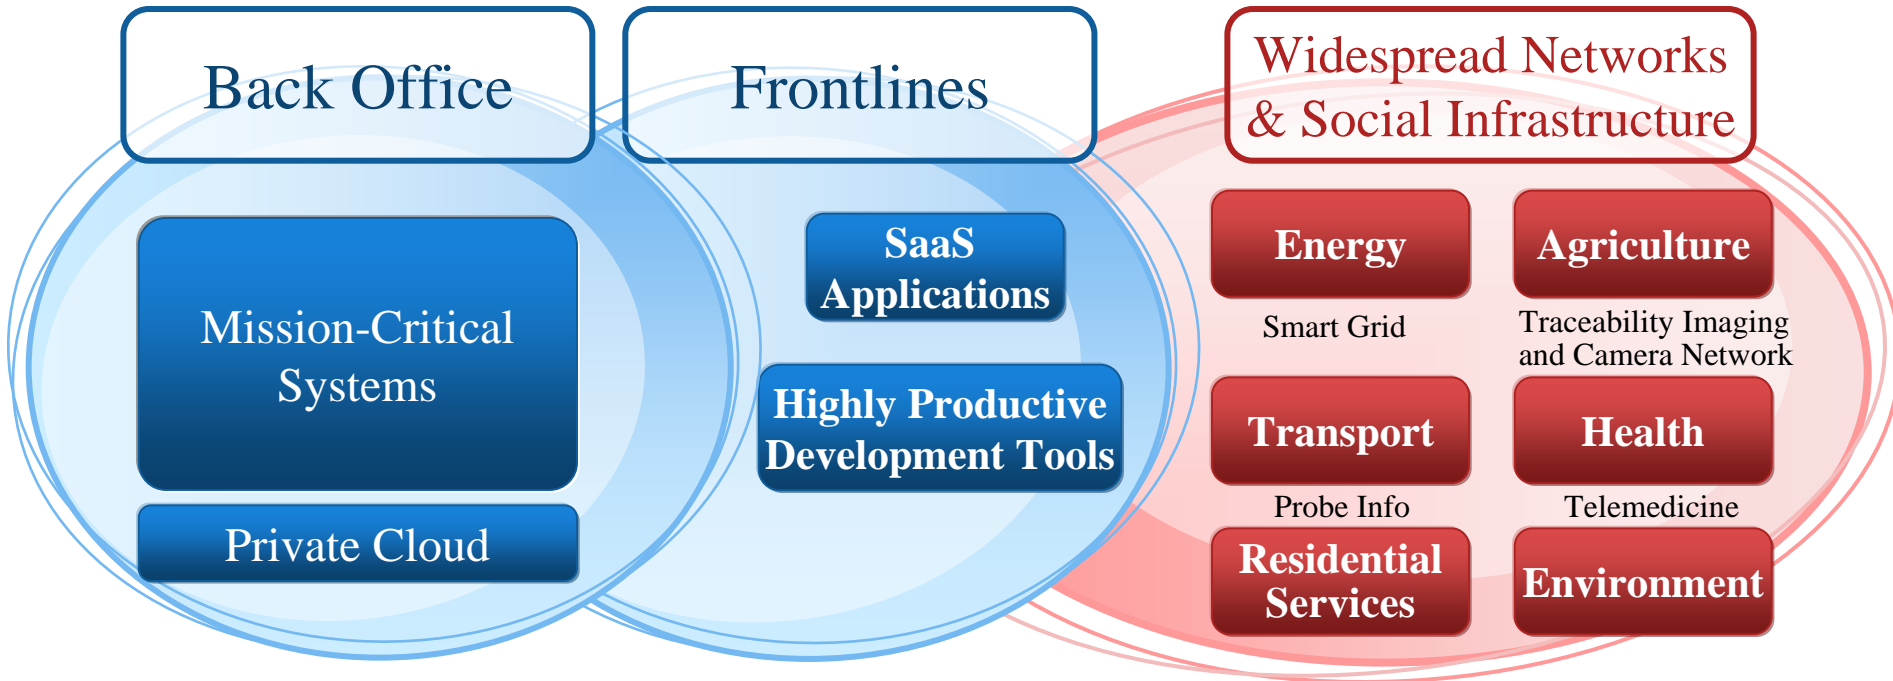 Back Office
Mission-Critical
Systems
Private Cloud
Frontlines
SaaS
Applications
Highly Productive
Development Tools
Widespread Networks
& Social Infrastructure
Energy
Smart Grid
Agriculture
Traceability Imaging
and Camera Network
Transport
Probe Info
Health
Telemedicine
Residential
Services
Environment